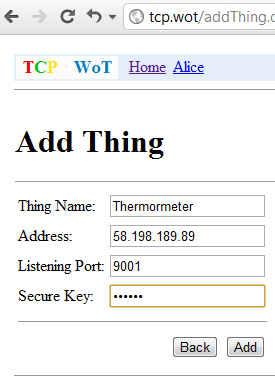 tcp.wot/addThing.
TCP · WoT Home Alice
Add Thing
Thing Name: Thermormeter
Address: 58.198.189.89
Listening Port: 9001
Secure Key: ••••••
Back Add